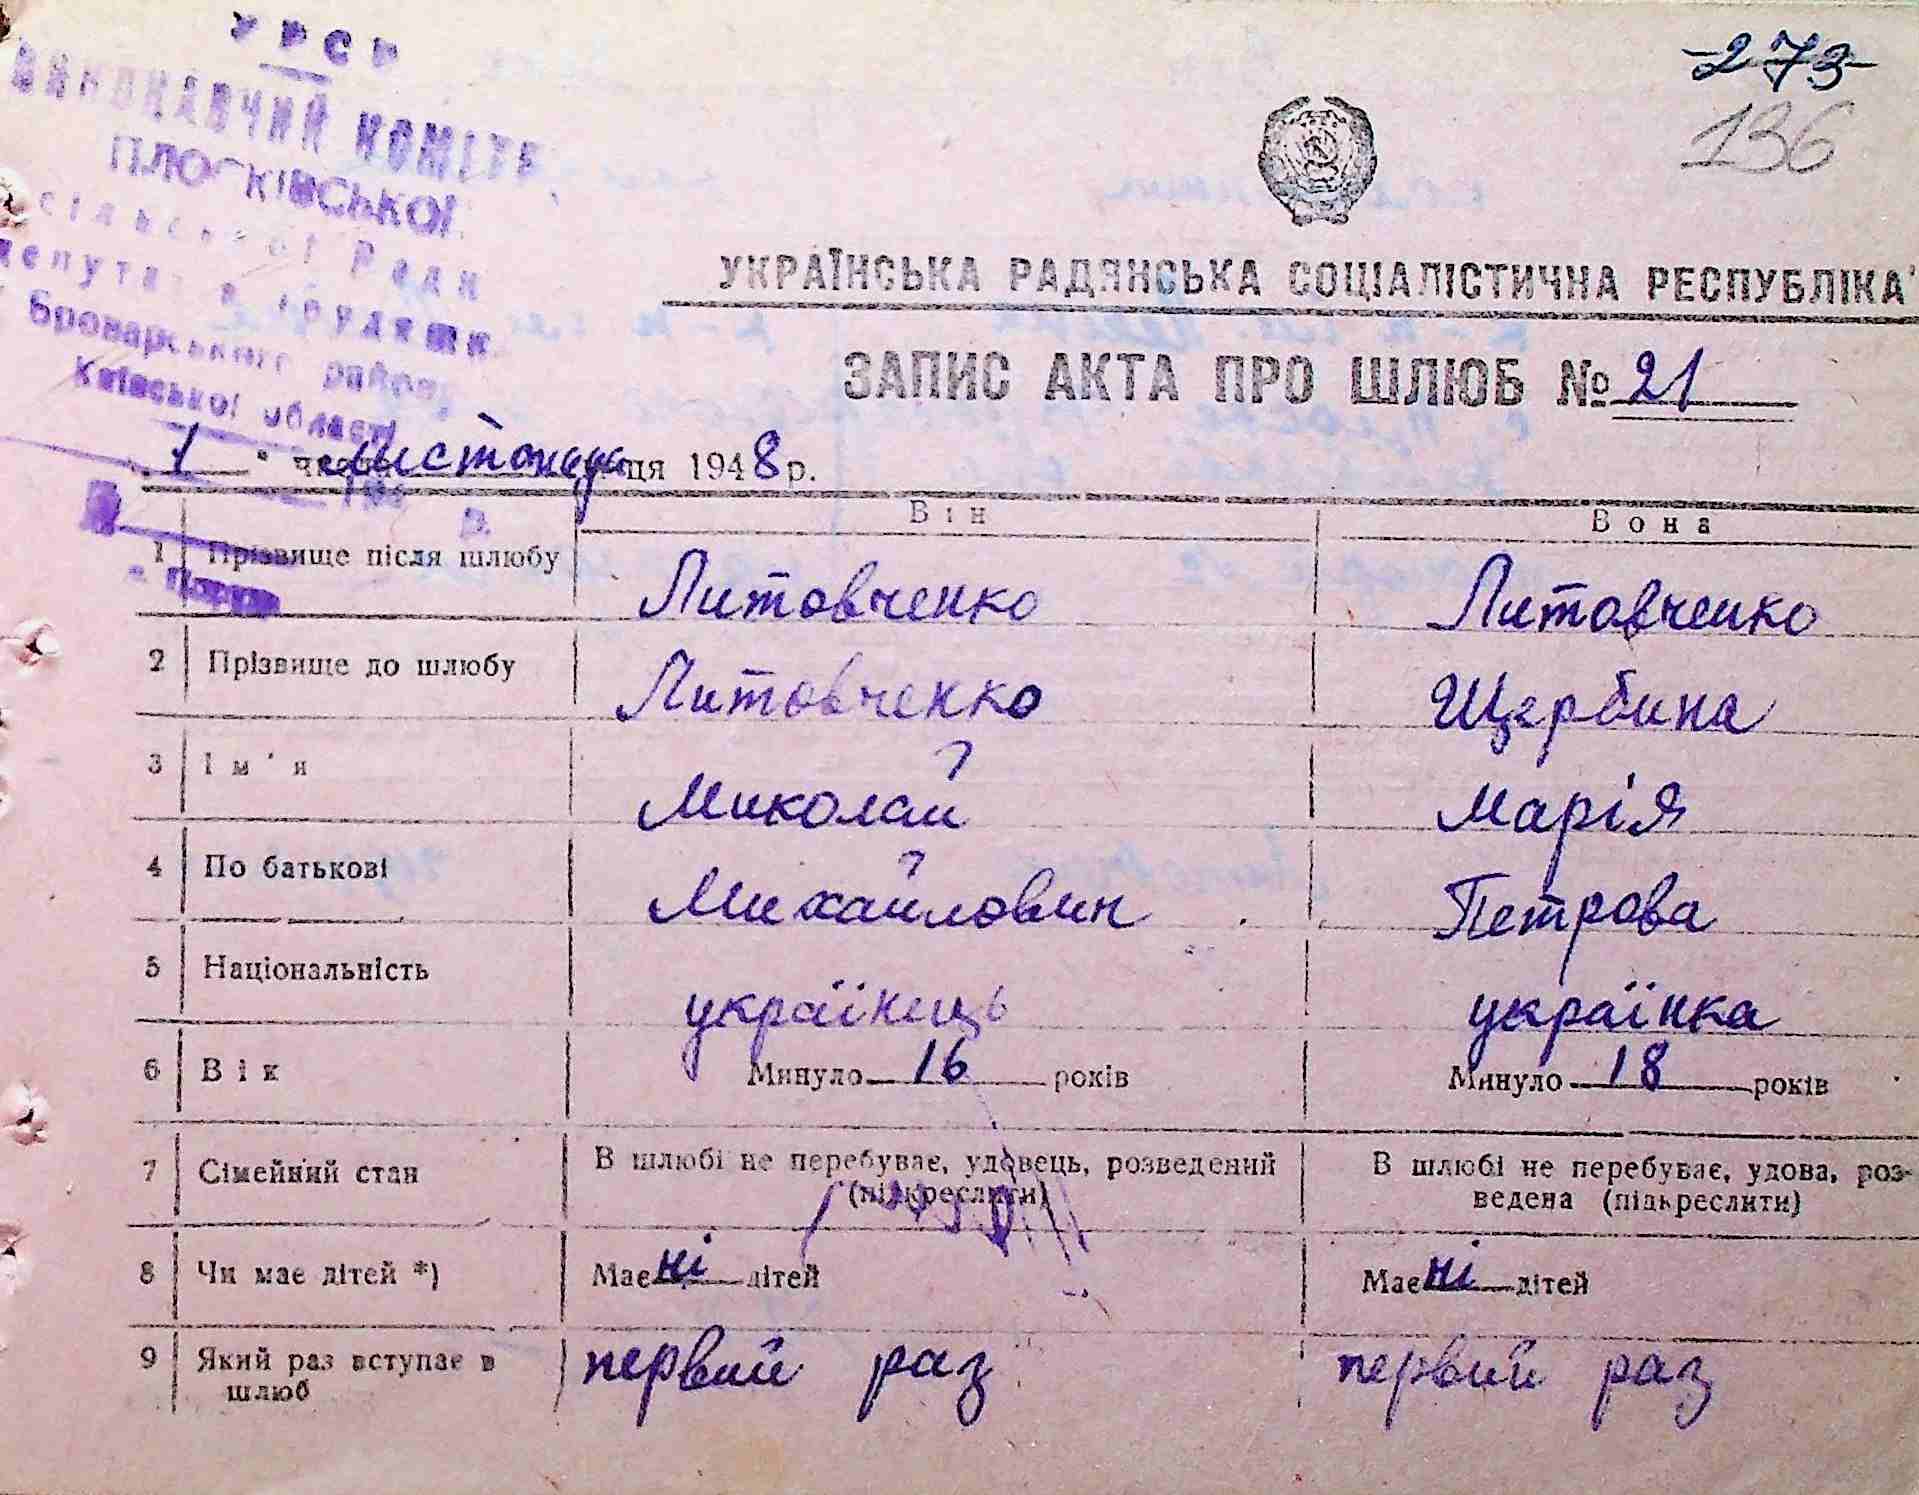 УРСР
ВИКОНАВЧИЙ КОМІТЕ
ПЛОСКІВСЬКОЇ
сільської Ради
депутатів трудящих
Броварського району
Київської області
-273-
136
УКРАЇНСЬКА РАДЯНСЬКА СОЦІАЛІСТИЧНА РЕСПУБЛІКА
ЗАПИС АКТА ПРО ШЛЮБ № 21
"1" листопада 1948 р.
Він Вона
1 Прізвище після шлюбу Литовченко Литовченко
2 Прізвище до шлюбу Литовченко Щербина
3 Ім'я Миколай Марія
4 По батькові Михайлович Петрова
5 Національність українець українка
6 Вік Минуло 16 років Минуло 18 років
7 Сімейний стан В шлюбі не перебуває, удівець, розведений В шлюбі не перебуває, удова, роз-
(підкреслити) ведена (підкреслити)
8 Чи має дітей *) Має ні дітей Має ні дітей
9 Який раз вступає в первий раз первий раз
шлюб